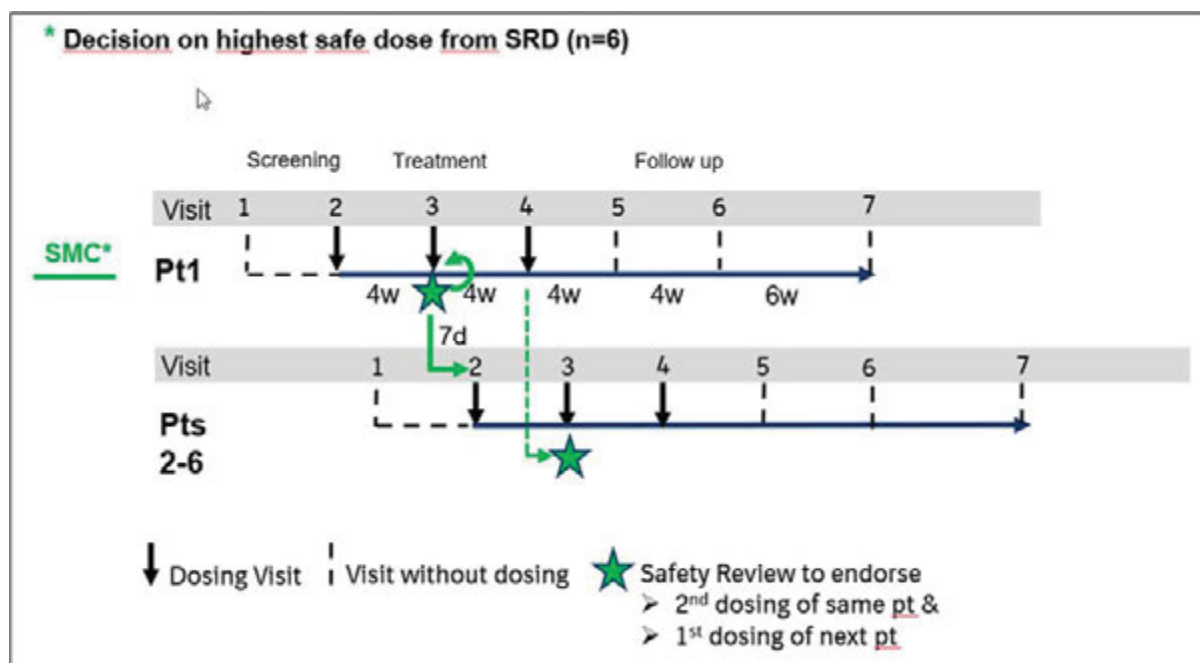 * Decision on highest safe dose from SRD (n=6)
Screening Treatment Follow up
Visit 1 2 3 4 5 6 7
SMC*
Pt1
4w 4w 4w 4w 6w
7d
Visit 1 2 3 4 5 6 7
Pts
2-6
Dosing Visit Visit without dosing Safety Review to endorse
➢ 2nd dosing of same pt &
➢ 1st dosing of next pt